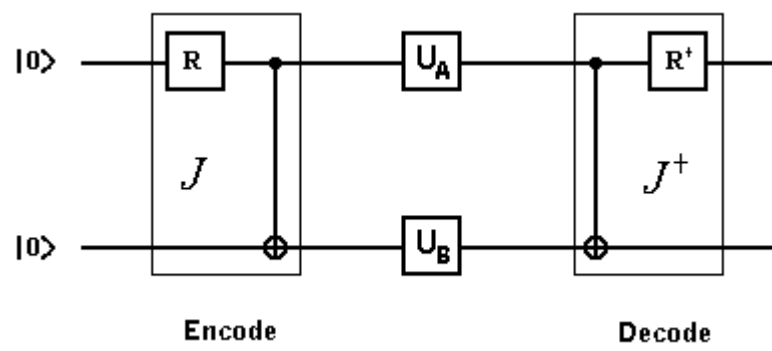 |0> R U_A R†
J J†
|0> U_B
Encode Decode